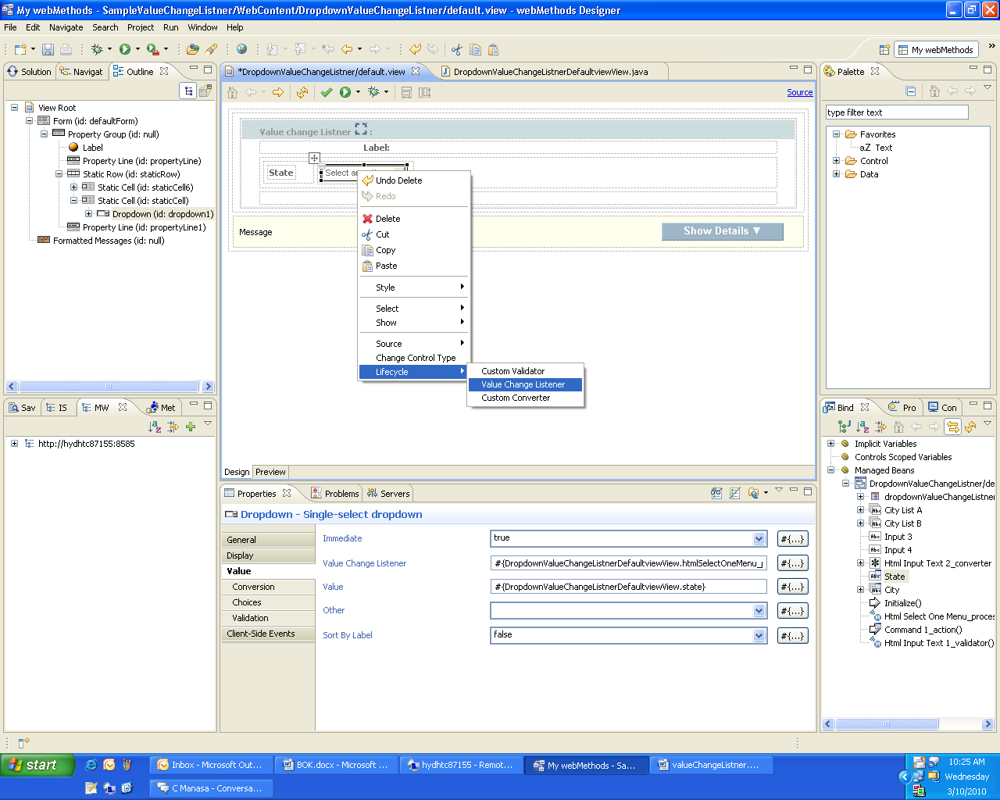 My webMethods - SampleValueChangeListner/WebContent/DropdownValueChangeListner/default.view - webMethods Designer
File Edit Navigate Search Project Run Window Help
My webMethods
Solution Navigat Outline
View Root
Form (id: defaultForm)
Property Group (id: null)
Label
Property Line (id: propertyLine)
Static Row (id: staticRow)
Static Cell (id: staticCell6)
Static Cell (id: staticCell)
Dropdown (id: dropdown1)
Property Line (id: propertyLine1)
Formatted Messages (id: null)
*DropdownValueChangeListner/default.view DropdownValueChangeListnerDefaultviewView.java
Source
Value change Listner :
Label:
State
Select
Message
Show Details ▼
Undo Delete
Redo
Delete
Cut
Copy
Paste
Style
Select
Show
Source
Change Control Type
Lifecycle
Custom Validator
Value Change Listener
Custom Converter
Design Preview
Palette
type filter text
Favorites
aZ Text
Control
Data
Sav IS MW Met
http://hydhtc87155:8585
Properties Problems Servers
Dropdown - Single-select dropdown
General
Display
Value
Conversion
Choices
Validation
Client-Side Events
Immediate true #{...}
Value Change Listener #{DropdownValueChangeListnerDefaultviewView.htmlSelectOneMenu_ #{...}
Value #{DropdownValueChangeListnerDefaultviewView.state} #{...}
Other #{...}
Sort By Label false #{...}
Bind Pro Con
Implicit Variables
Controls Scoped Variables
Managed Beans
DropdownValueChangeListner/de
dropdownValueChangeListner
City List A
City List B
Input 3
Input 4
Html Input Text 2_converter
State
City
Initialize()
Html Select One Menu_proces
Command 1_action()
Html Input Text 1_validator()
start
Inbox - Microsoft Out...
BOK.docx - Microsoft ...
hydhtc87155 - Remot...
My webMethods - Sa...
valueChangeListner....
C Manasa - Conversa...
10:25 AM
Wednesday
3/10/2010